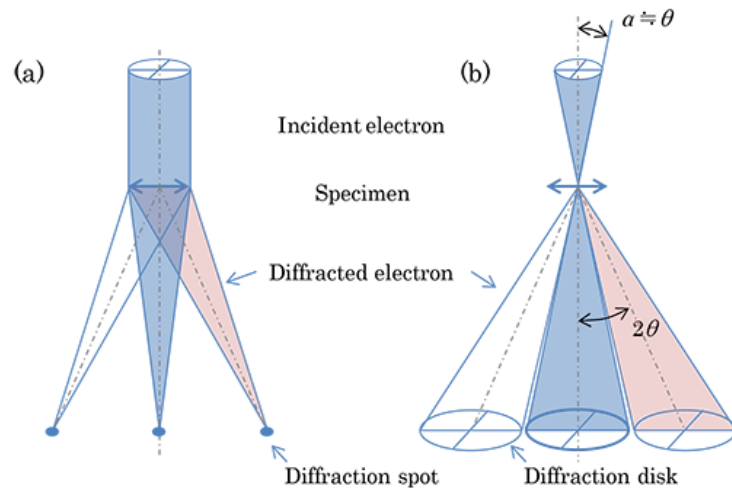 (a)
(b)
α≒θ
Incident electron
Specimen
Diffracted electron
2θ
Diffraction spot
Diffraction disk